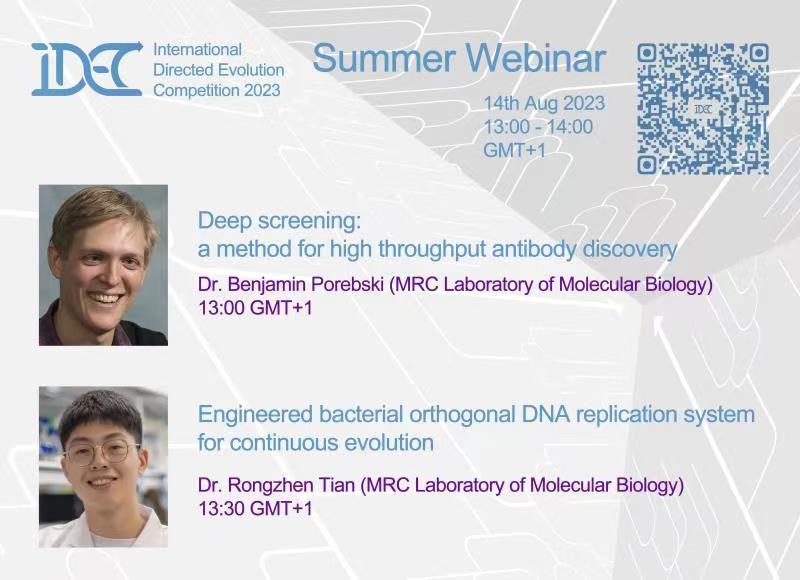 iDEC
International
Directed Evolution
Competition 2023
Summer Webinar
14th Aug 2023
13:00 - 14:00
GMT+1
iDEC
Deep screening:
a method for high throughput antibody discovery
Dr. Benjamin Porebski (MRC Laboratory of Molecular Biology)
13:00 GMT+1
Engineered bacterial orthogonal DNA replication system
for continuous evolution
Dr. Rongzhen Tian (MRC Laboratory of Molecular Biology)
13:30 GMT+1